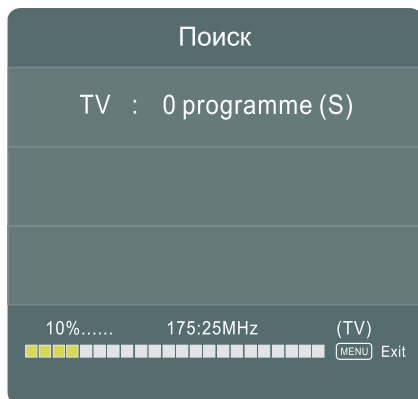 Поиск
TV : 0 programme (S)
10%...... 175:25MHz (TV)
MENU Exit